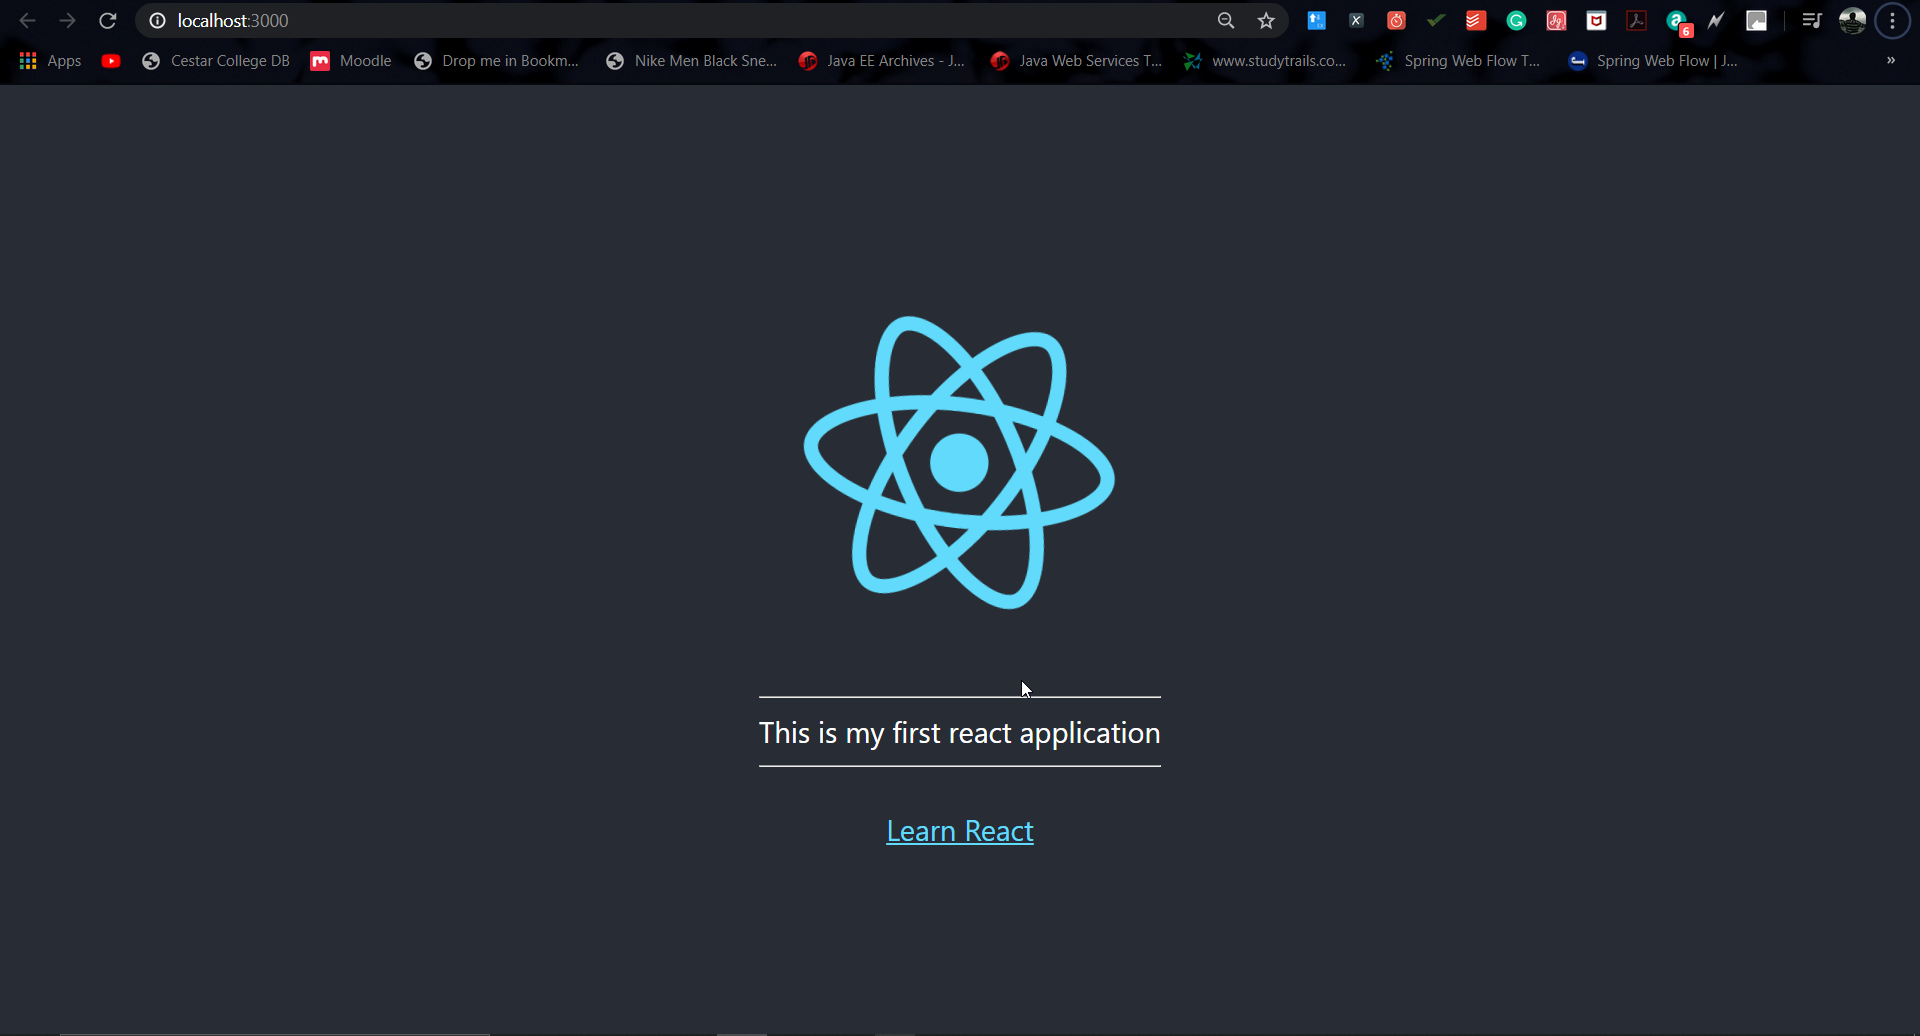 localhost:3000
Apps Cestar College DB Moodle Drop me in Bookm... Nike Men Black Sne... Java EE Archives - J... Java Web Services T... www.studytrails.co... Spring Web Flow T... Spring Web Flow | J... »
6
This is my first react application
Learn React